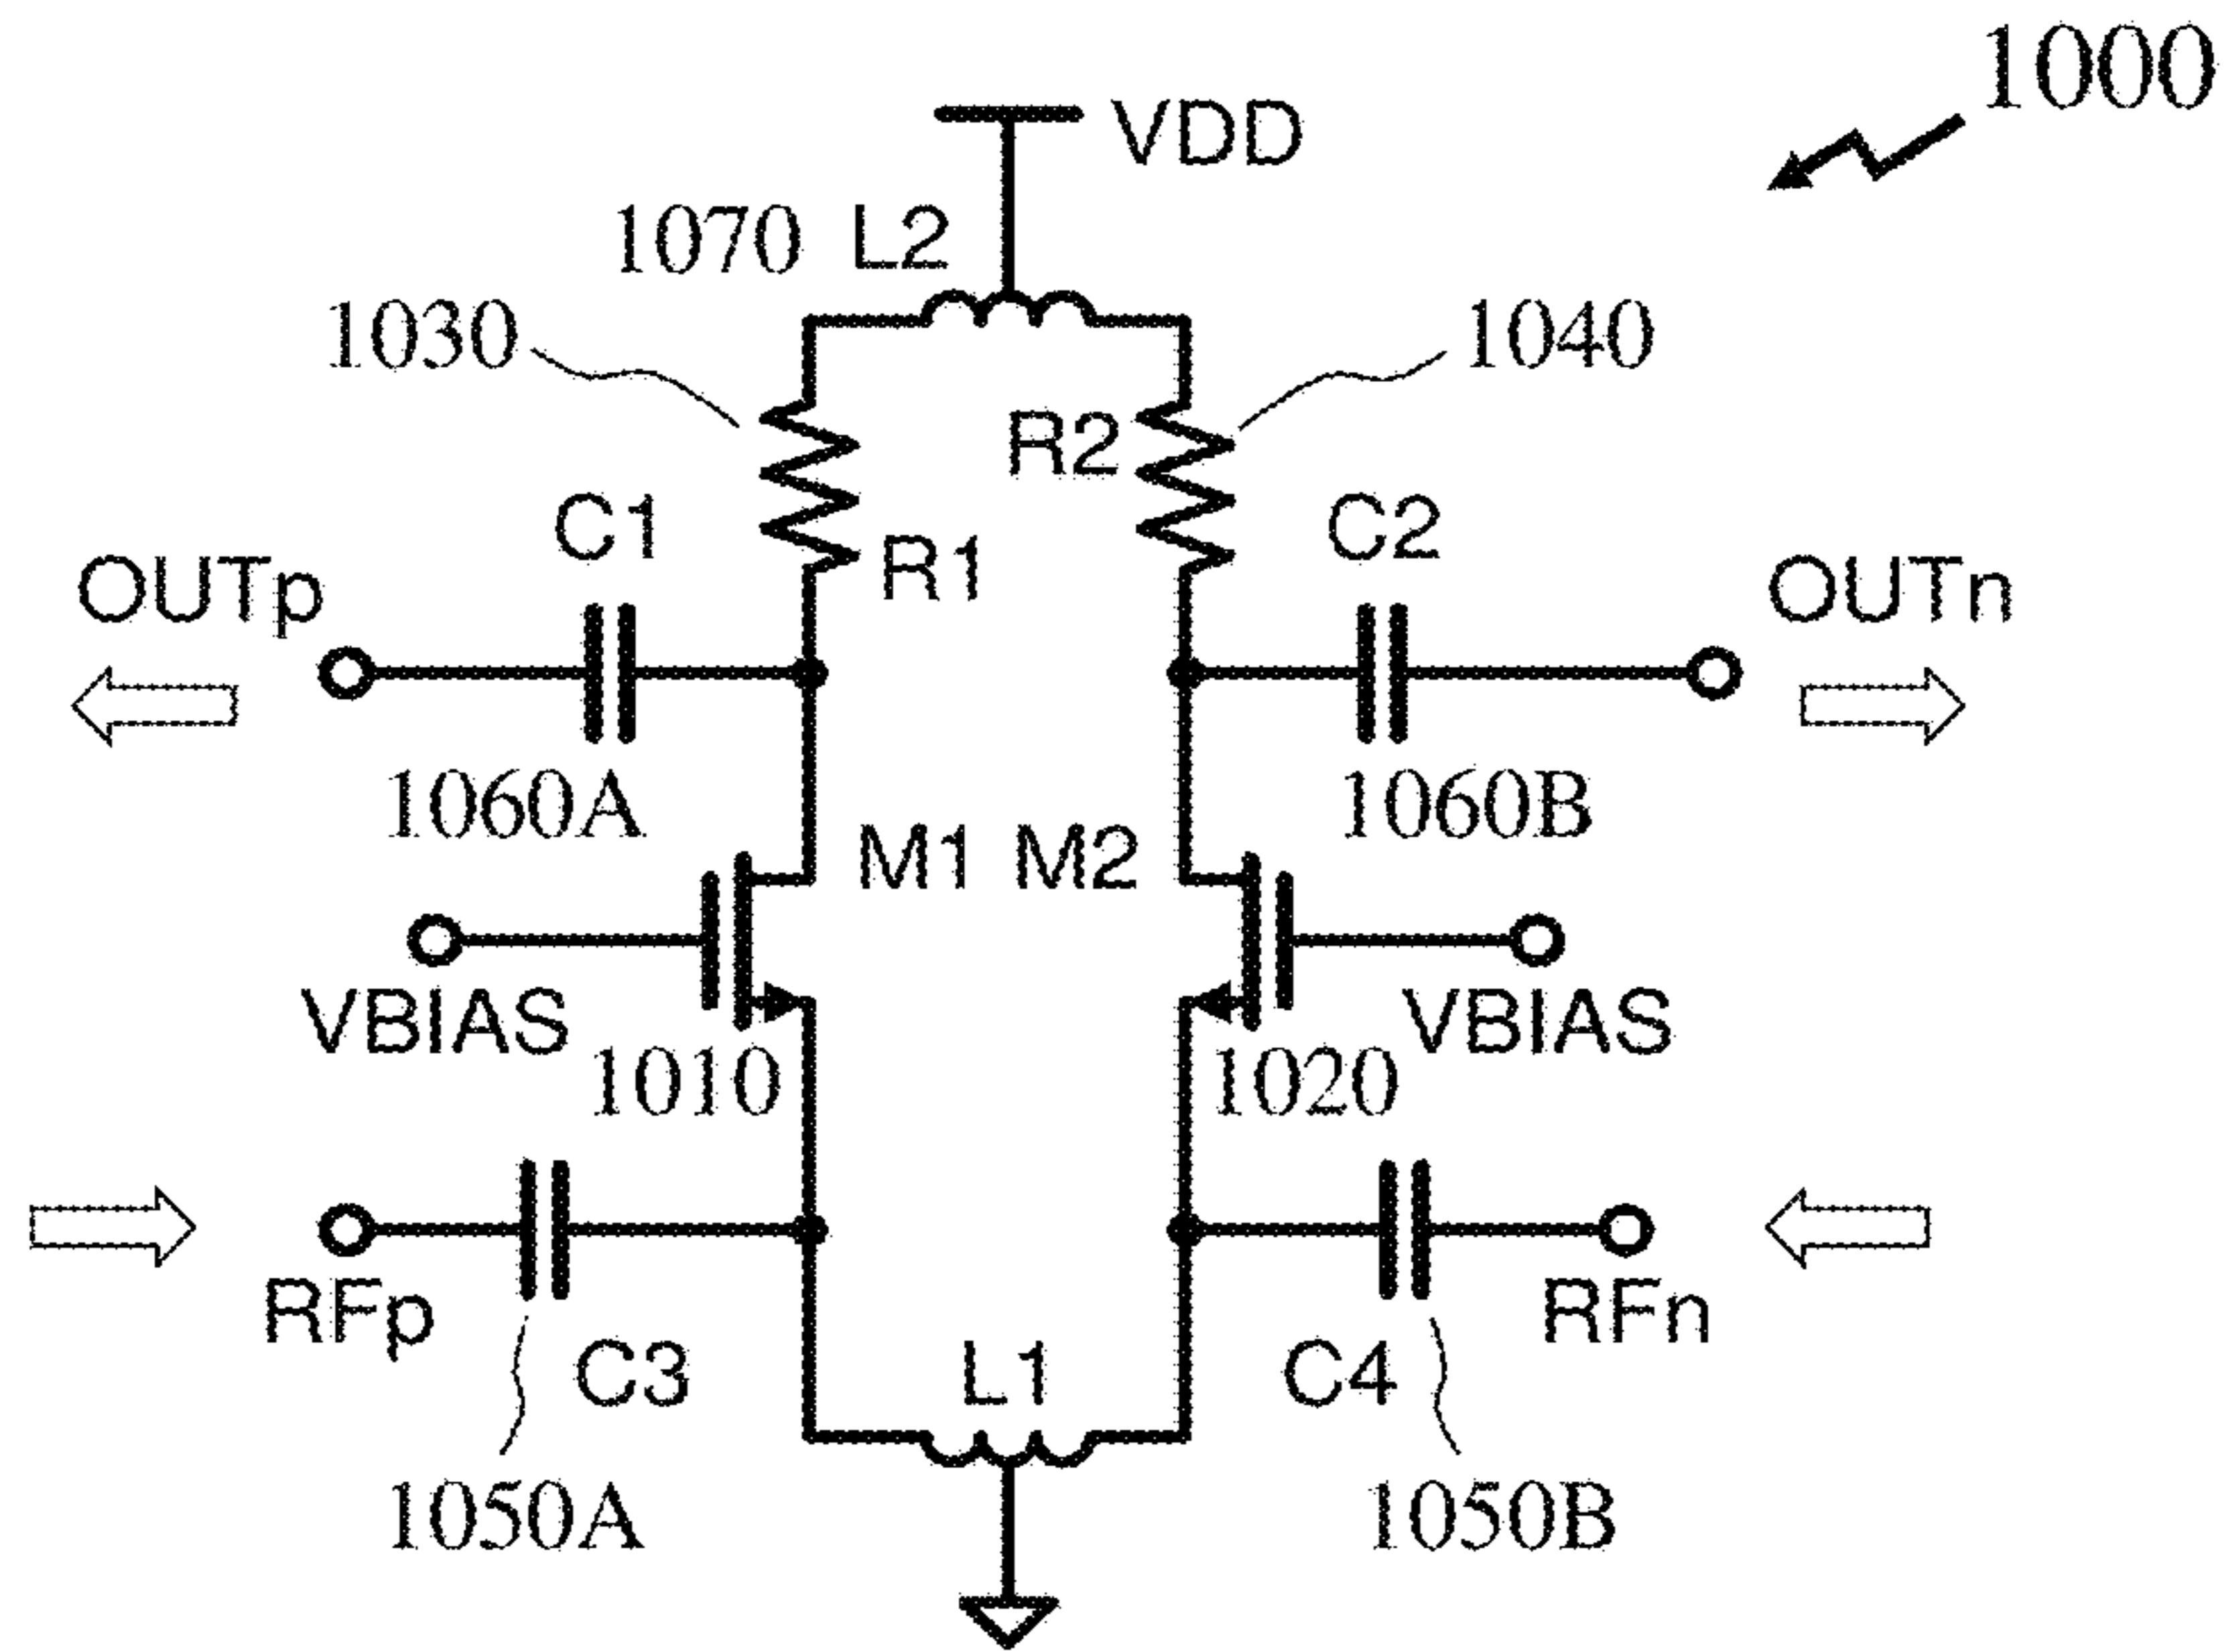 1000
VDD
1070 L2
1030
1040
R2
C1
C2
R1
OUTp
OUTn
1060A
1060B
M1 M2
VBIAS
VBIAS
1010
1020
RFp
RFn
C3
L1
C4
1050A
1050B